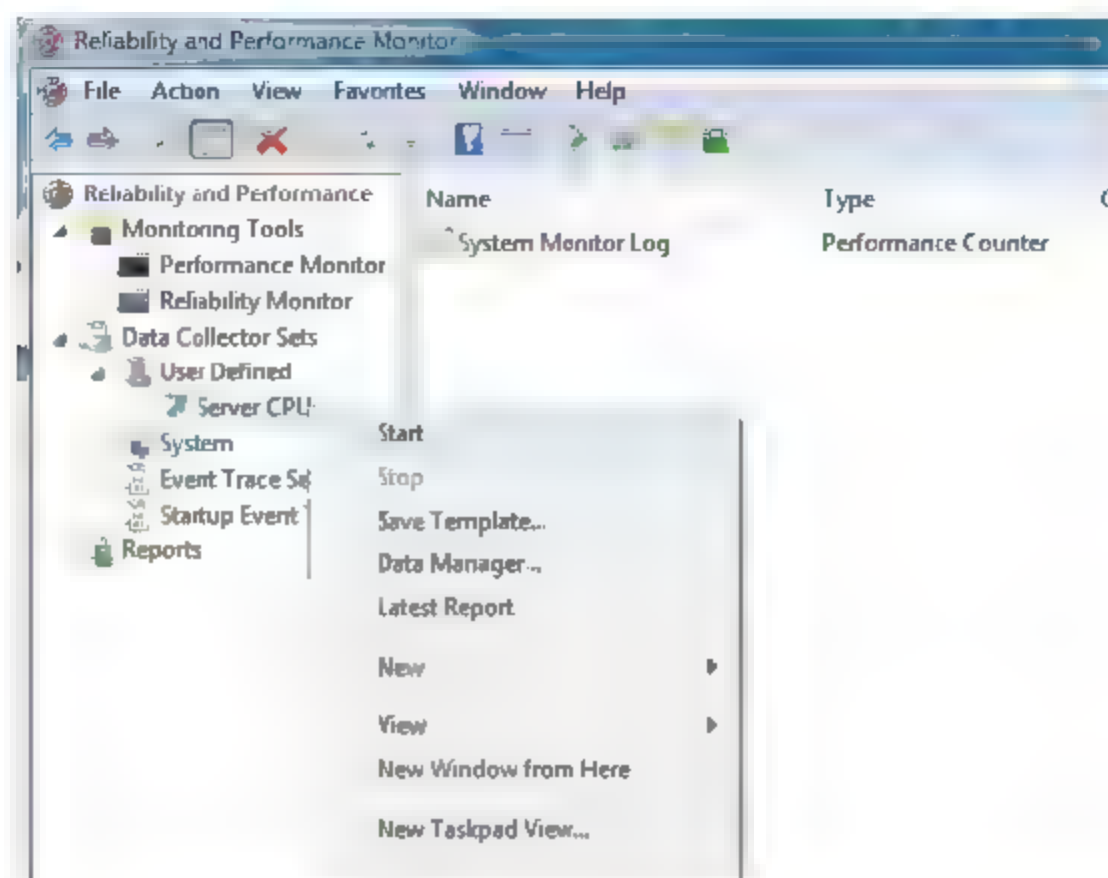 Reliability and Performance Monitor
File Action View Favorites Window Help
Reliability and Performance
Monitoring Tools
Performance Monitor
Reliability Monitor
Data Collector Sets
User Defined
Server CPU
System
Event Trace Se
Startup Event
Reports
Name Type
System Monitor Log Performance Counter
Start
Stop
Save Template...
Data Manager...
Latest Report
New
View
New Window from Here
New Taskpad View...